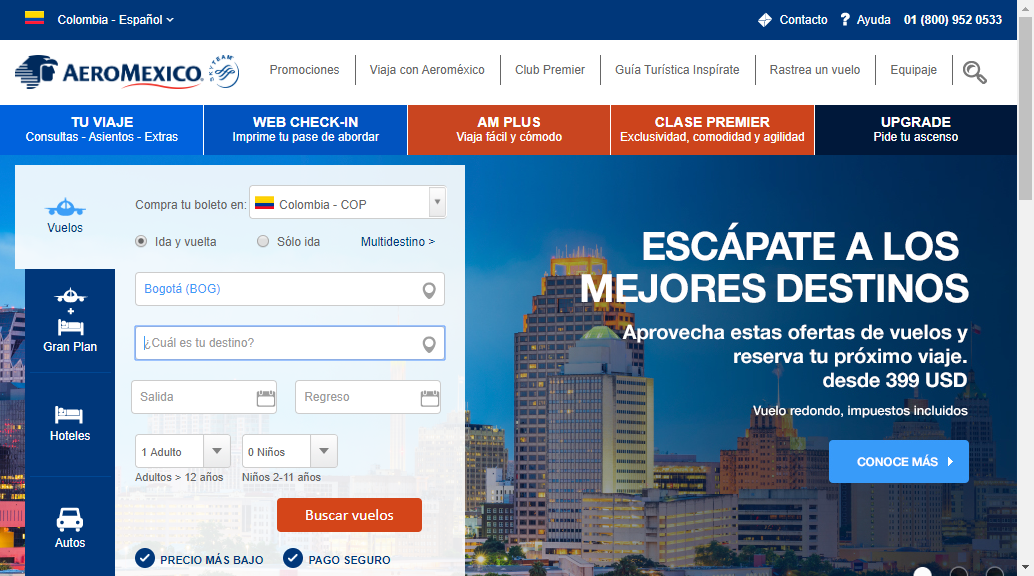 Colombia - Español
Contacto
? Ayuda
01 (800) 952 0533
AEROMEXICO
SKYTEAM
Promociones
Viaja con Aeroméxico
Club Premier
Guía Turística Inspírate
Rastrea un vuelo
Equipaje
TU VIAJE
Consultas - Asientos - Extras
WEB CHECK-IN
Imprime tu pase de abordar
AM PLUS
Viaja fácil y cómodo
CLASE PREMIER
Exclusividad, comodidad y agilidad
UPGRADE
Pide tu ascenso
Vuelos
+
Gran Plan
Hoteles
Autos
Compra tu boleto en:
Colombia - COP
Ida y vuelta
Sólo ida
Multidestino >
Bogotá (BOG)
¿Cuál es tu destino?
Salida
Regreso
1 Adulto
0 Niños
Adultos > 12 años
Niños 2-11 años
Buscar vuelos
PRECIO MÁS BAJO
PAGO SEGURO
ESCÁPATE A LOS
MEJORES DESTINOS
Aprovecha estas ofertas de vuelos y
reserva tu próximo viaje.
desde 399 USD
Vuelo redondo, impuestos incluidos
CONOCE MÁS